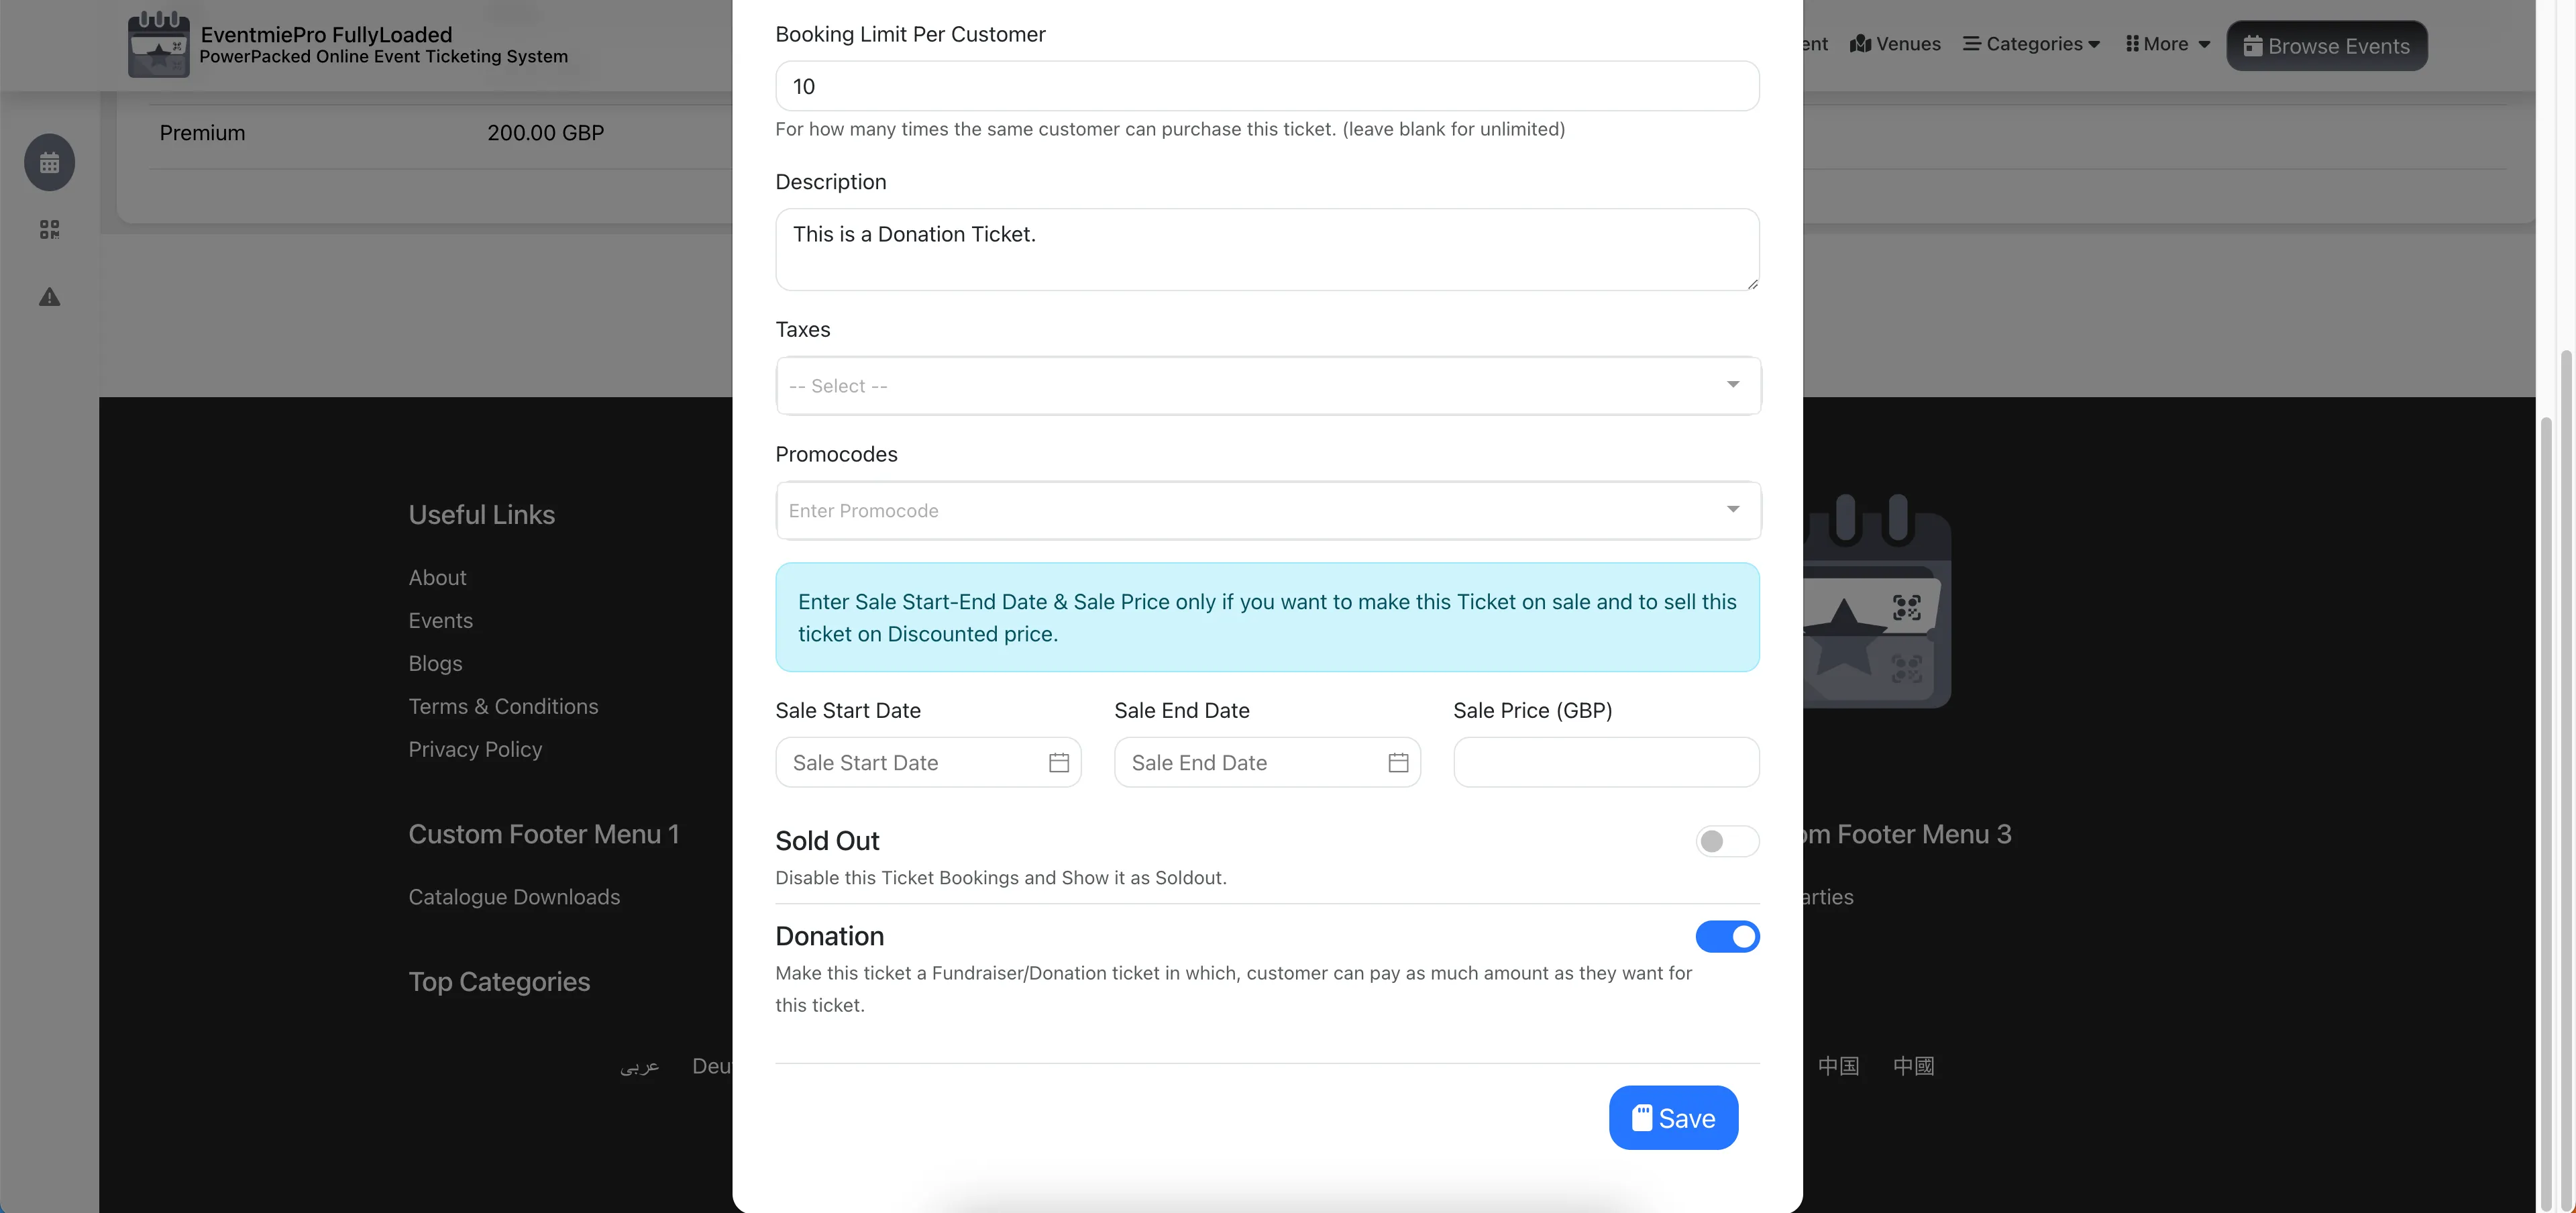 EventmiePro FullyLoaded
PowerPacked Online Event Ticketing System
Venues
Categories
More
Browse Events
Premium
200.00 GBP
Booking Limit Per Customer
10
For how many times the same customer can purchase this ticket. (leave blank for unlimited)
Description
This is a Donation Ticket.
Taxes
-- Select --
Promocodes
Enter Promocode
Enter Sale Start-End Date & Sale Price only if you want to make this Ticket on sale and to sell this
ticket on Discounted price.
Sale Start Date
Sale End Date
Sale Price (GBP)
Sale Start Date
Sale End Date
Sold Out
Disable this Ticket Bookings and Show it as Soldout.
Donation
Make this ticket a Fundraiser/Donation ticket in which, customer can pay as much amount as they want for
this ticket.
Save
Useful Links
About
Events
Blogs
Terms & Conditions
Privacy Policy
Custom Footer Menu 1
Catalogue Downloads
Top Categories
om Footer Menu 3
arties
عربى
Deu
中国
中國